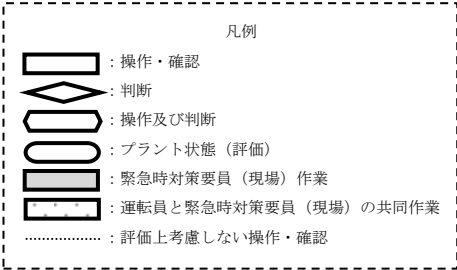 凡例
：操作・確認
：判断
：操作及び判断
：プラント状態（評価）
：緊急時対策要員（現場）作業
：運転員と緊急時対策要員（現場）の共同作業
：評価上考慮しない操作・確認